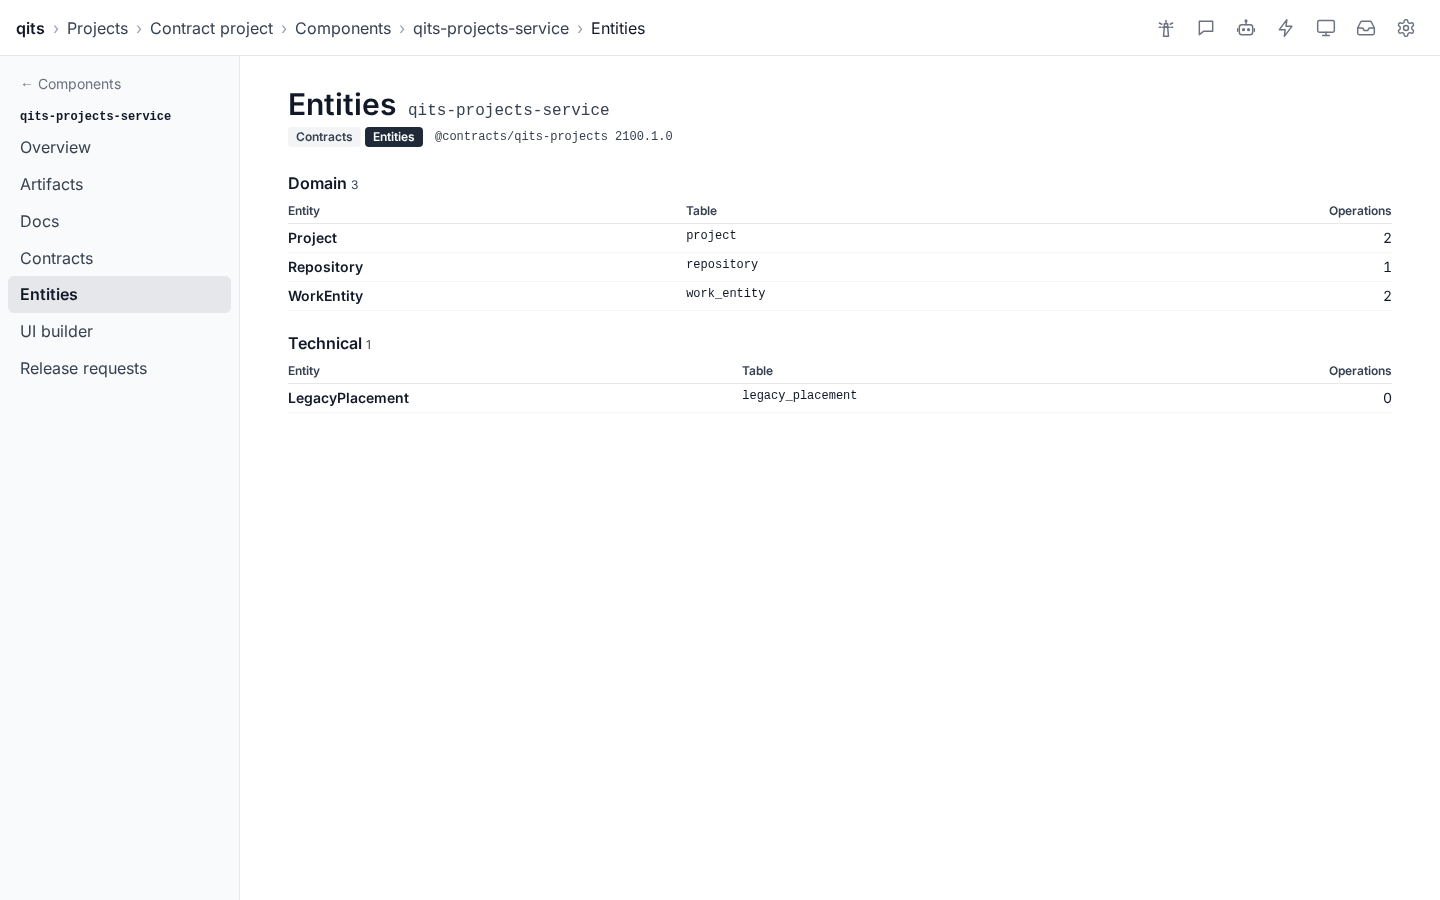 qits › Projects › Contract project › Components › qits-projects-service › Entities
← Components
qits-projects-service
Overview
Artifacts
Docs
Contracts
Entities
UI builder
Release requests
Entities qits-projects-service
Contracts Entities @contracts/qits-projects 2100.1.0
Domain 3
Entity Table Operations
Project project 2
Repository repository 1
WorkEntity work_entity 2
Technical 1
Entity Table Operations
LegacyPlacement legacy_placement 0